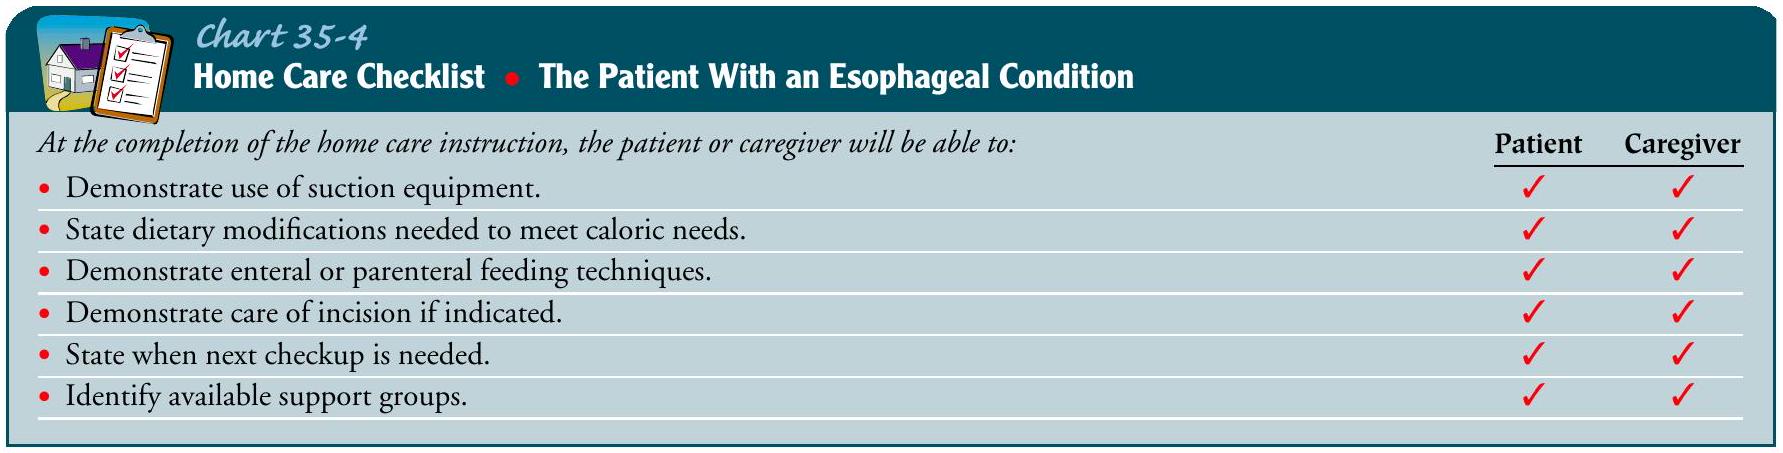 Chart 35-4
Home Care Checklist • The Patient With an Esophageal Condition
At the completion of the home care instruction, the patient or caregiver will be able to: Patient Caregiver
• Demonstrate use of suction equipment. ✓ ✓
• State dietary modifications needed to meet caloric needs. ✓ ✓
• Demonstrate enteral or parenteral feeding techniques. ✓ ✓
• Demonstrate care of incision if indicated. ✓ ✓
• State when next checkup is needed. ✓ ✓
• Identify available support groups. ✓ ✓